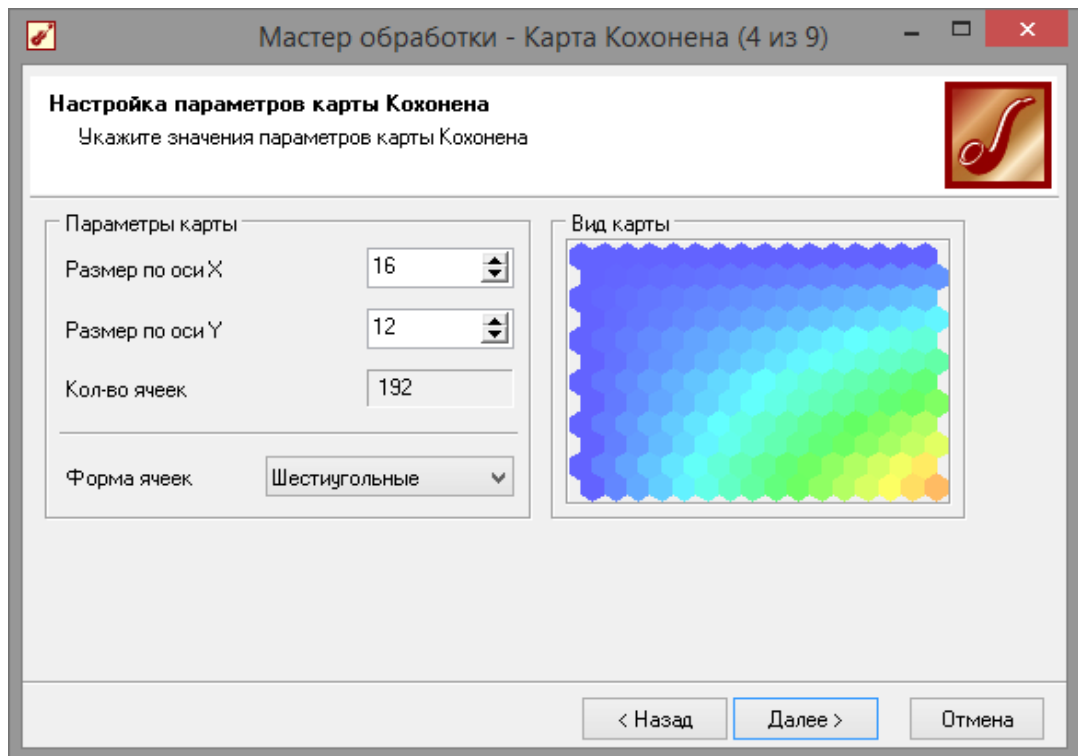 Мастер обработки - Карта Кохонена (4 из 9)
Настройка параметров карты Кохонена
Укажите значения параметров карты Кохонена
Параметры карты
Размер по оси X 16
Размер по оси Y 12
Кол-во ячеек 192
Форма ячеек Шестиугольные
Вид карты
< Назад Далее > Отмена